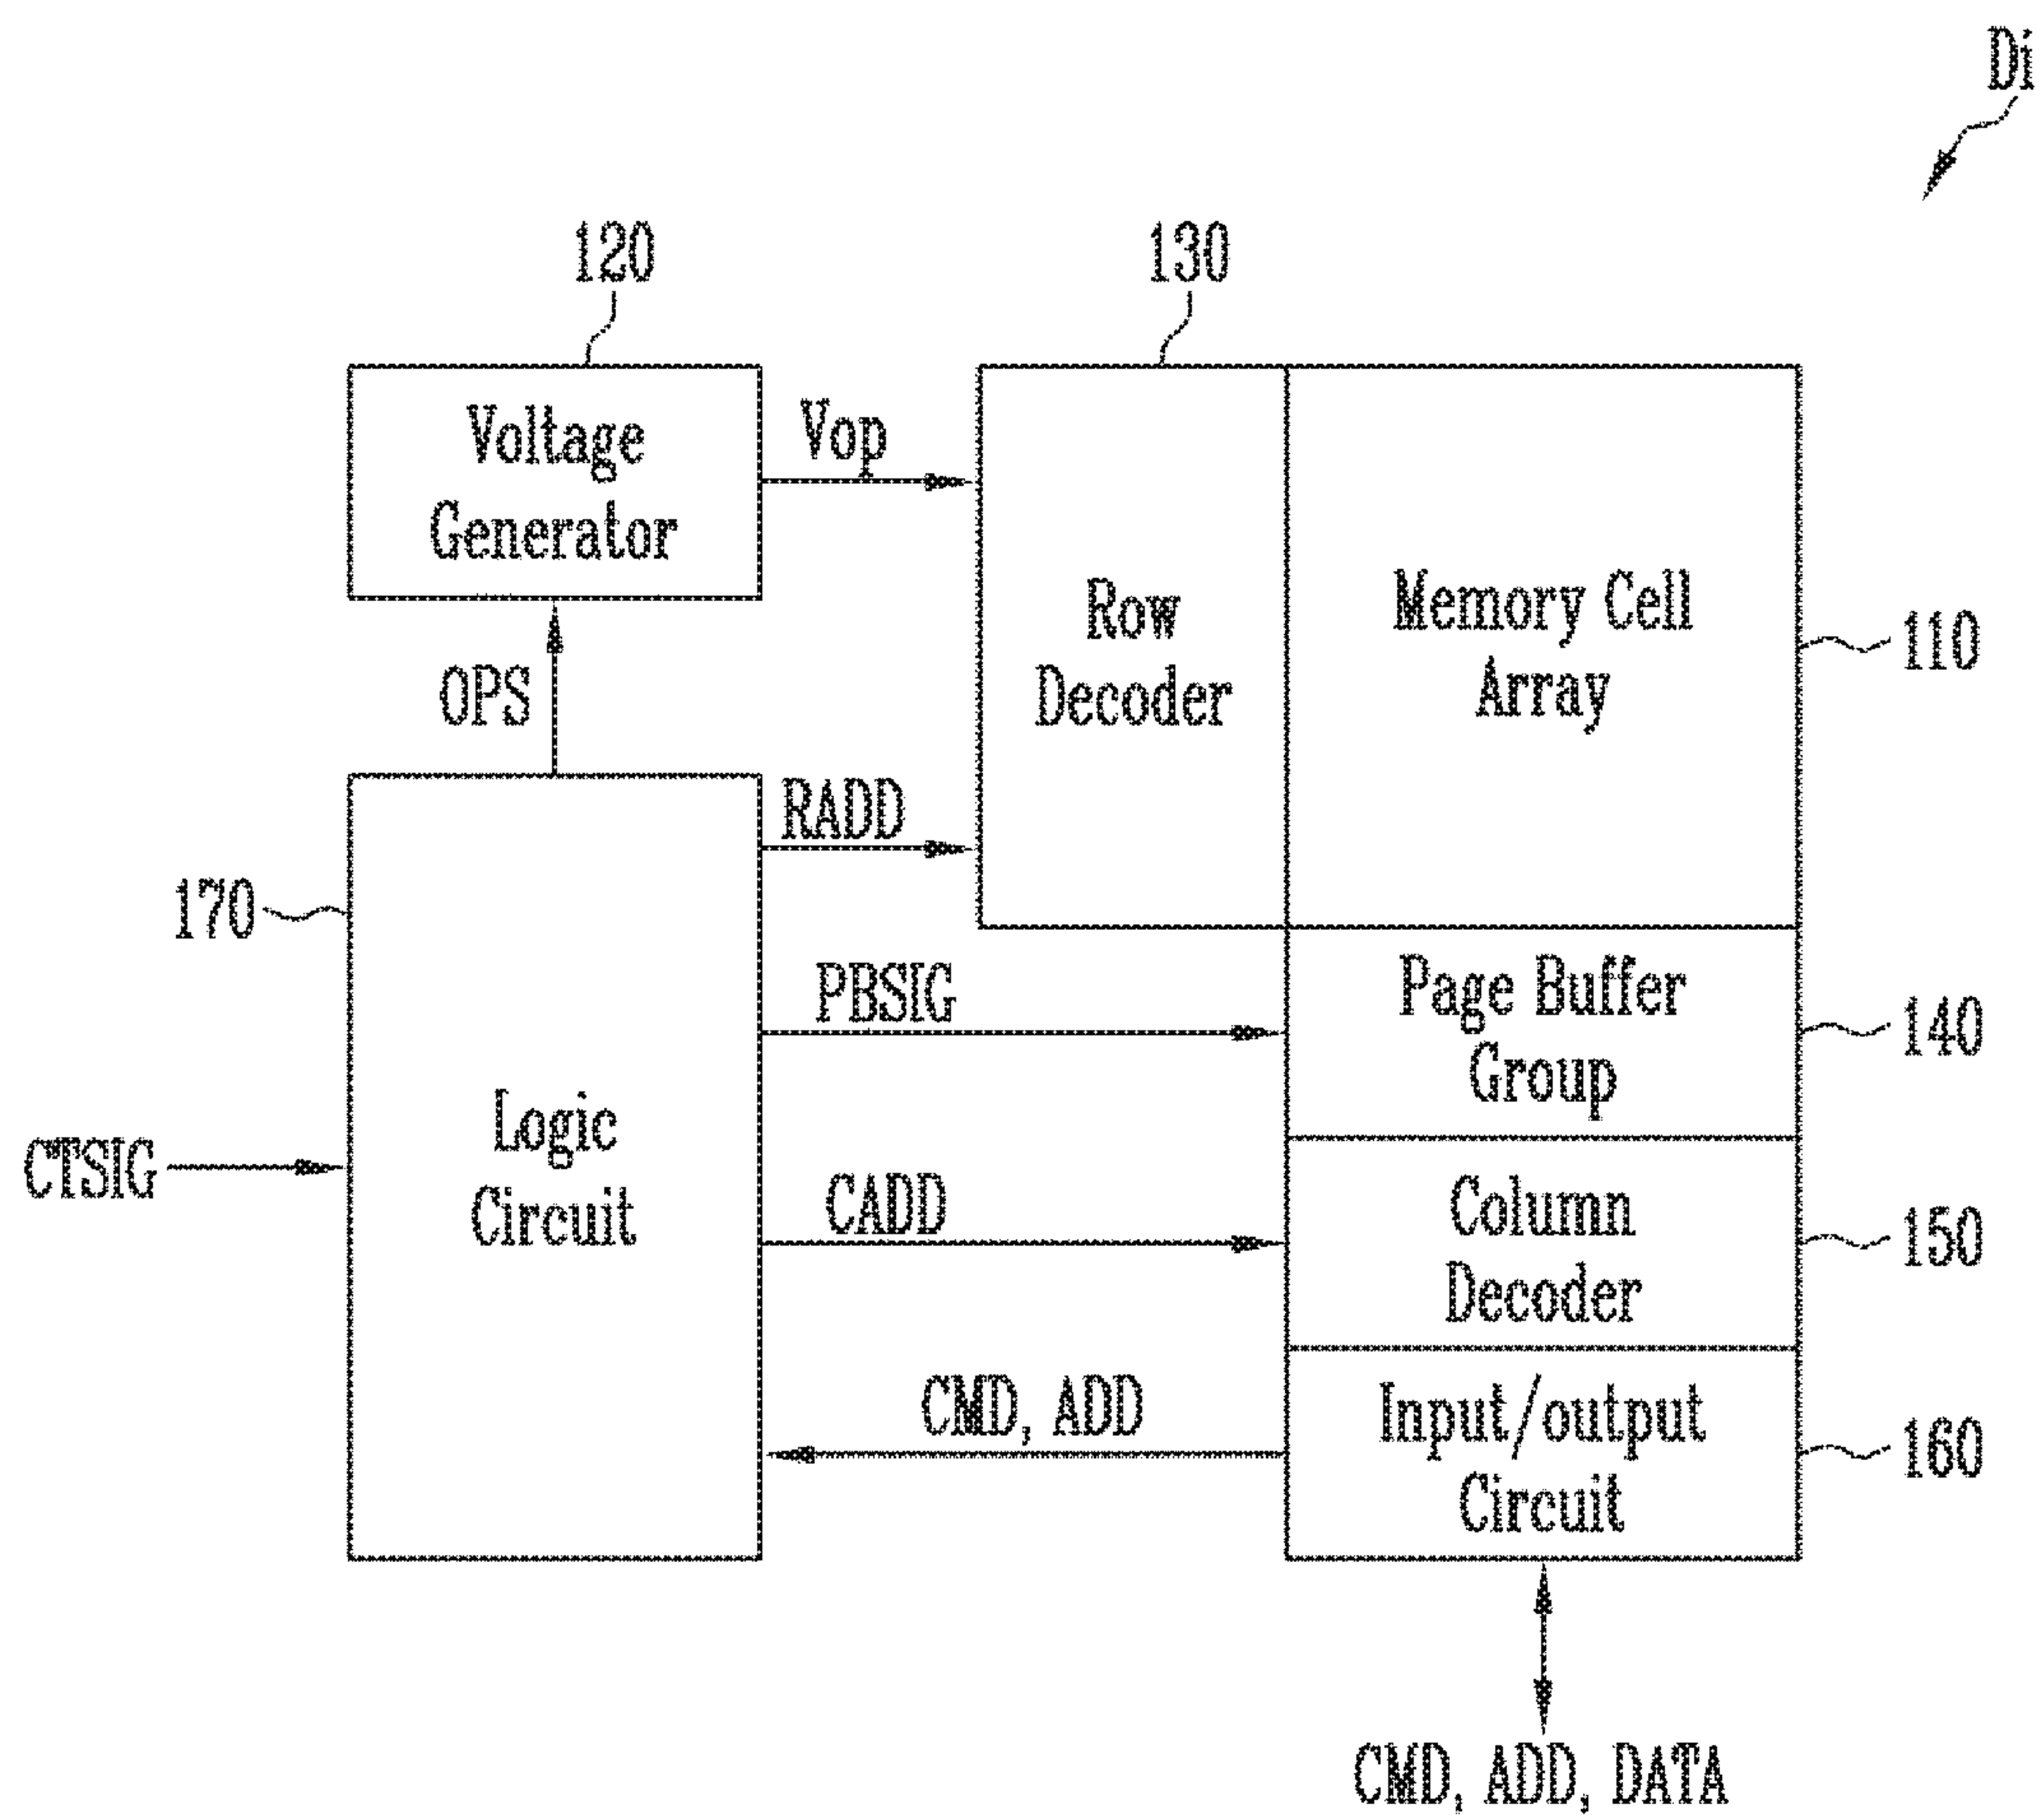 Di
120
130
Voltage
Generator
Vop
Row
Decoder
Memory Cell
Array
110
OPS
RADD
170
PBSIG
Page Buffer
Group
140
Logic
Circuit
CTSIG
CADD
Column
Decoder
150
CMD, ADD
Input/output
Circuit
160
CMD, ADD, DATA